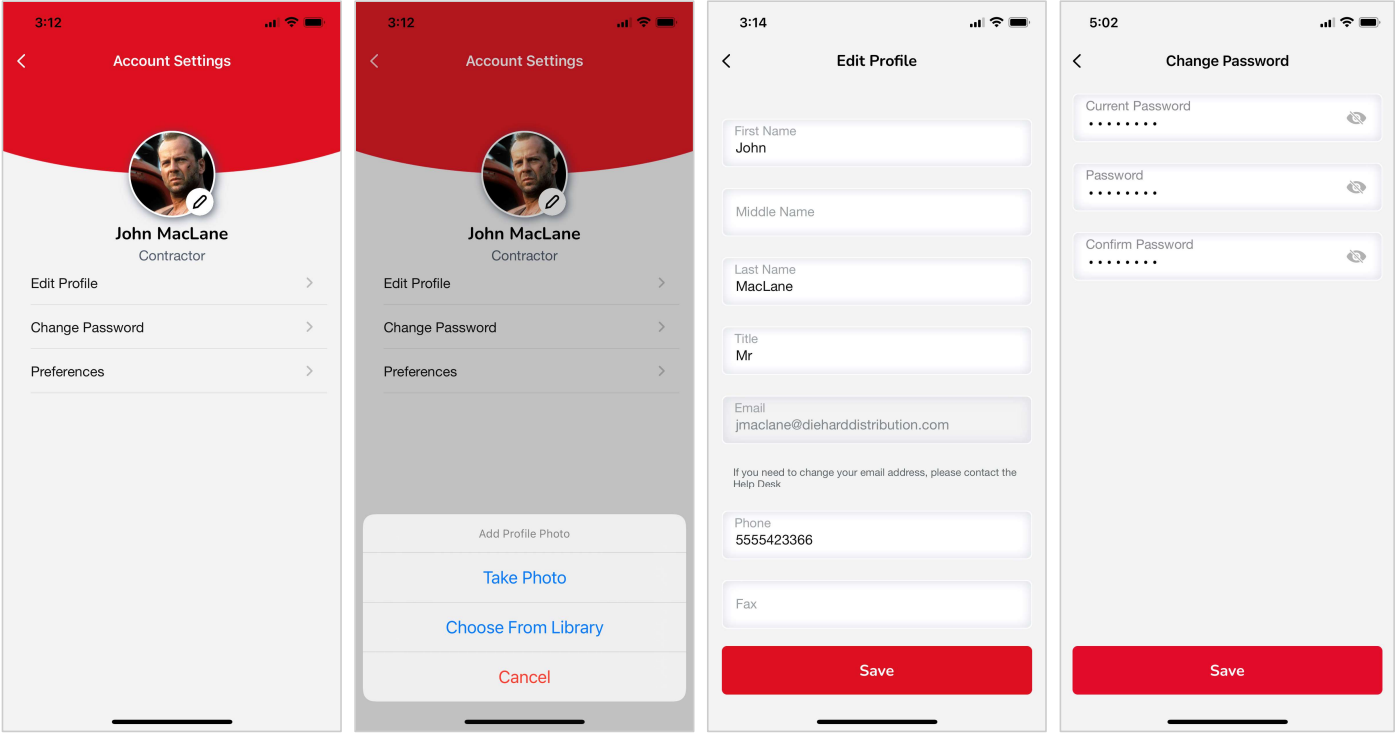 3:12
Account Settings
John MacLane
Contractor
Edit Profile
Change Password
Preferences
3:12
Account Settings
John MacLane
Contractor
Edit Profile
Change Password
Preferences
Add Profile Photo
Take Photo
Choose From Library
Cancel
3:14
Edit Profile
First Name
John
Middle Name
Last Name
MacLane
Title
Mr
Email
jmaclane@dieharddistribution.com
If you need to change your email address, please contact the
Help Desk
Phone
5555423366
Fax
Save
5:02
Change Password
Current Password
••••••••
Password
••••••••
Confirm Password
••••••••
Save